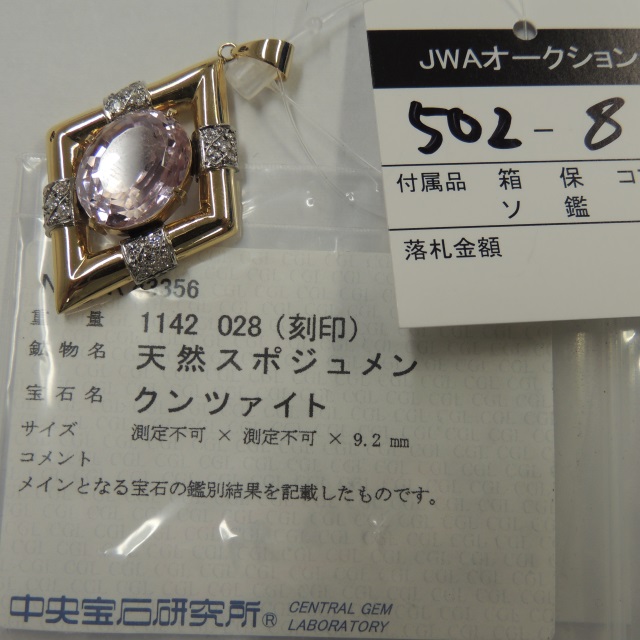 JWAオークション
502-8
付属品 箱 保 コ
ソ 鑑
落札金額
2356
重 量 1142 028 (刻印)
鉱物名 天然スポジュメン
宝石名 クンツァイト
サイズ 測定不可 × 測定不可 × 9.2 mm
コメント
メインとなる宝石の鑑別結果を記載したものです。
中央宝石研究所® CENTRAL GEM
LABORATORY